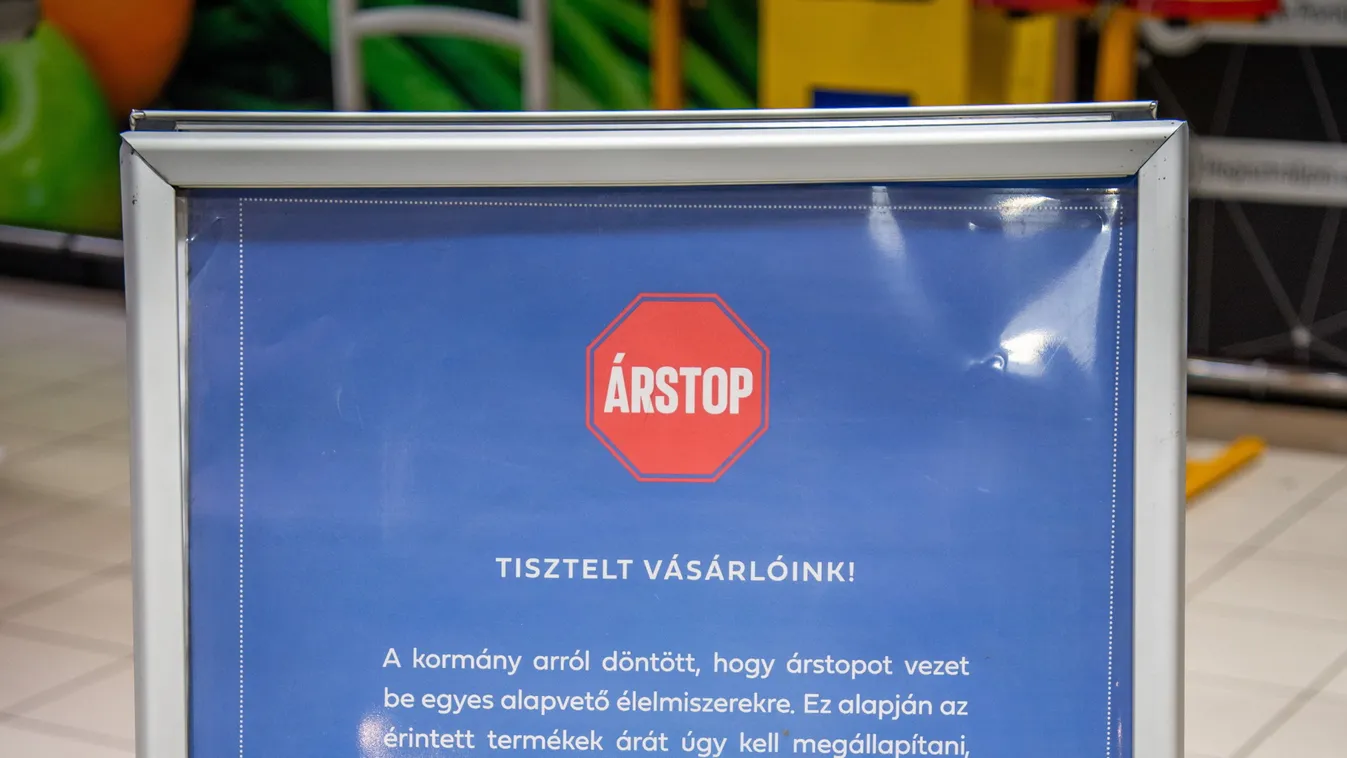 ÁRSTOP
TISZTELT VÁSÁRLÓINK!
A kormány arról döntött, hogy árstopot vezet
be egyes alapvető élelmiszerekre. Ez alapján az
érintett termékek árát úgy kell megállapítani,